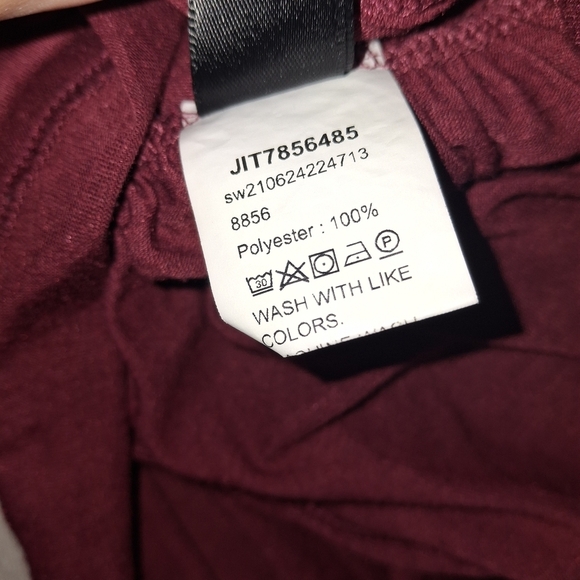 JIT7856485
sw210624224713
8856
Polyester : 100%
30 P
WASH WITH LIKE
COLORS.